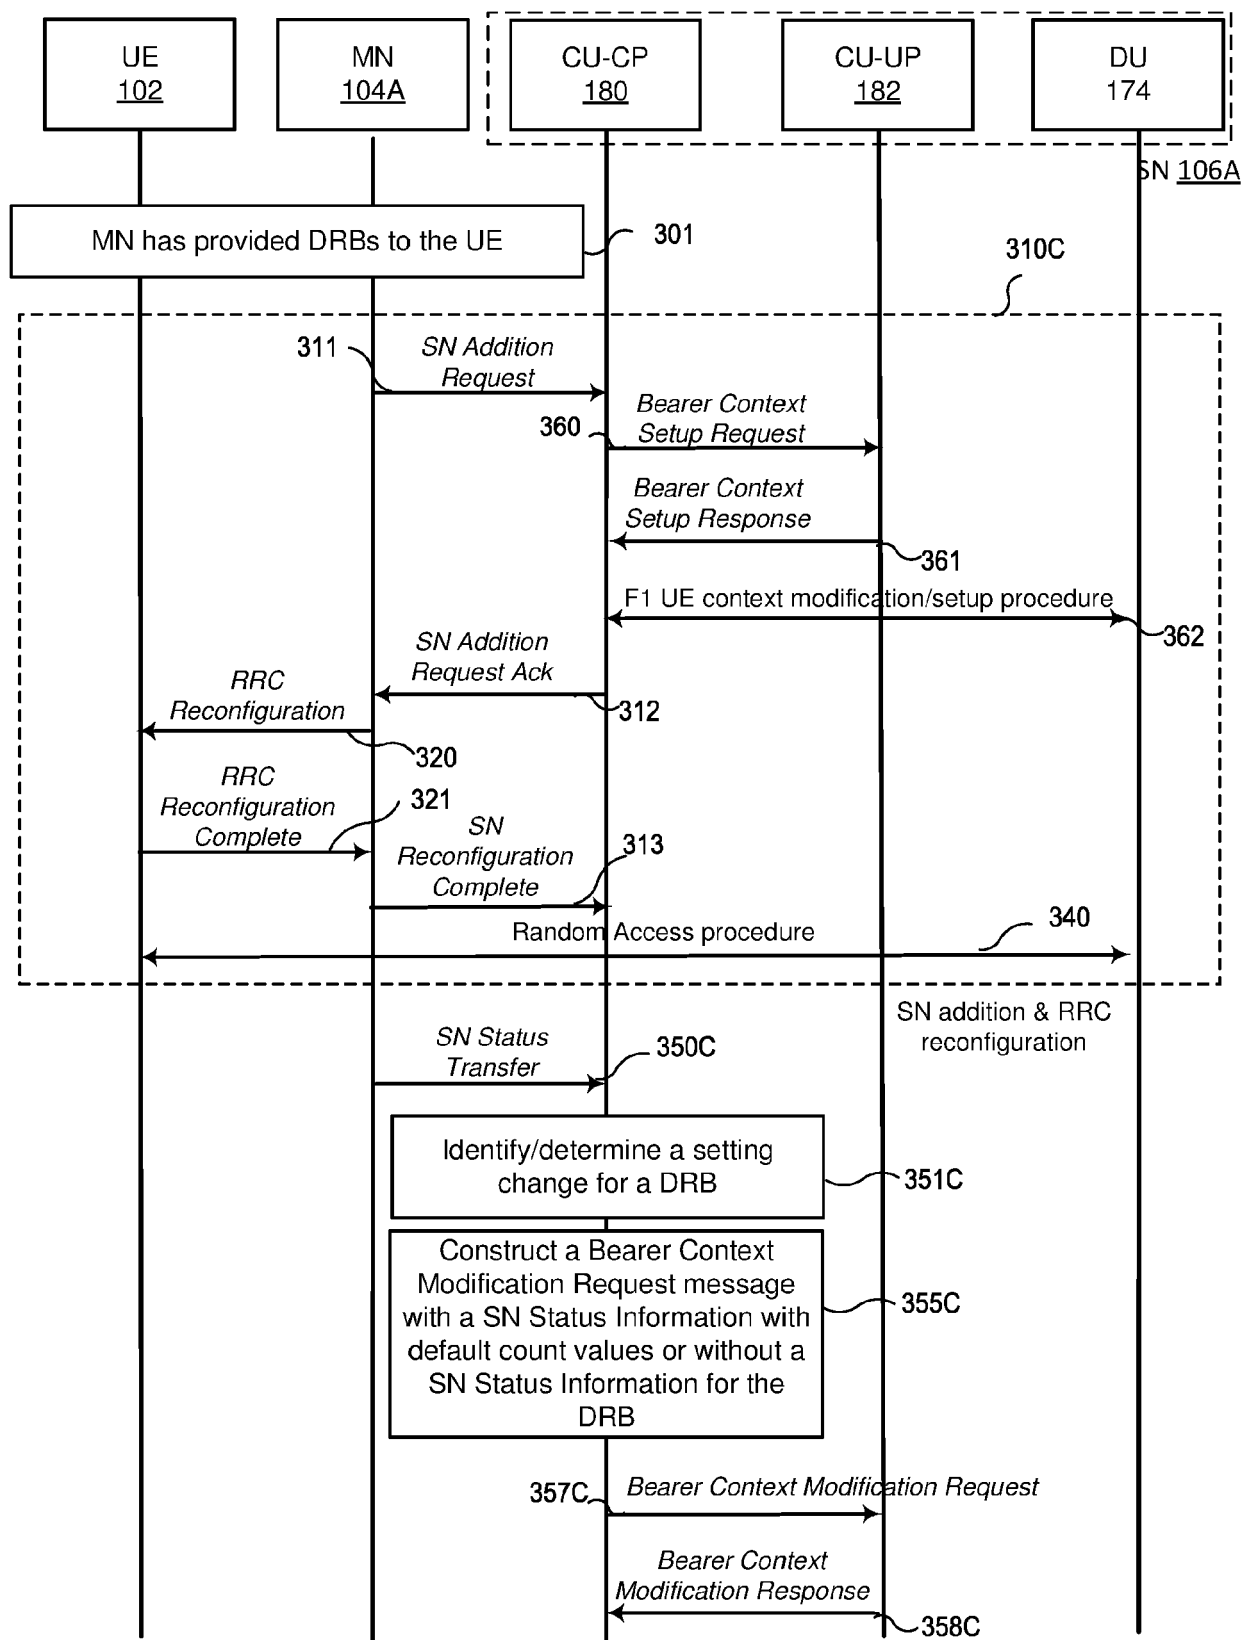 UE
102
MN
104A
CU-CP
180
CU-UP
182
DU
174
SN 106A
MN has provided DRBs to the UE
301
310C
311
SN Addition
Request
360
Bearer Context
Setup Request
Bearer Context
Setup Response
361
F1 UE context modification/setup procedure
362
SN Addition
Request Ack
312
RRC
Reconfiguration
320
RRC
Reconfiguration
Complete
321
SN
Reconfiguration
Complete
313
Random Access procedure
340
SN addition & RRC
reconfiguration
SN Status
Transfer
350C
Identify/determine a setting
change for a DRB
351C
Construct a Bearer Context
Modification Request message
with a SN Status Information with
default count values or without a
SN Status Information for the
DRB
355C
357C
Bearer Context Modification Request
Bearer Context
Modification Response
358C